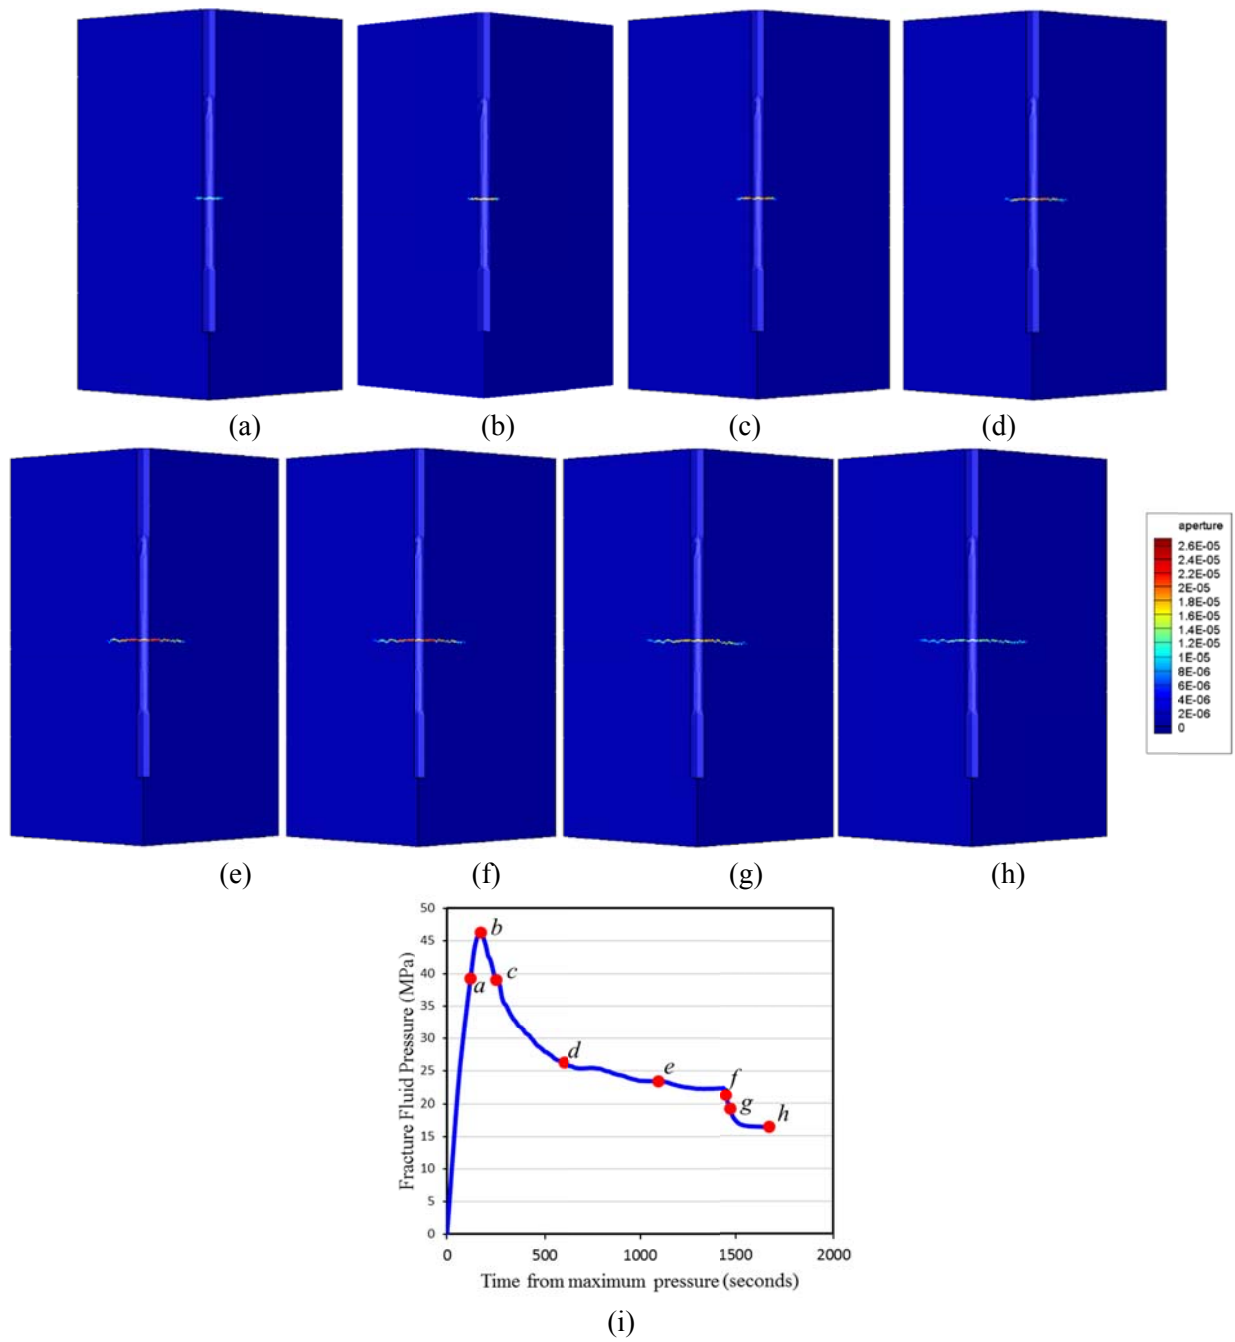 (a) (b) (c) (d)
(e) (f) (g) (h)
aperture
2.6E-05
2.4E-05
2.2E-05
2E-05
1.8E-05
1.6E-05
1.4E-05
1.2E-05
1E-05
8E-06
6E-06
4E-06
2E-06
0
Fracture Fluid Pressure (MPa)
50
45
40
35
30
25
20
15
10
5
0
b
a
c
d
e
f
g
h
0 500 1000 1500 2000
Time from maximum pressure (seconds)
(i)